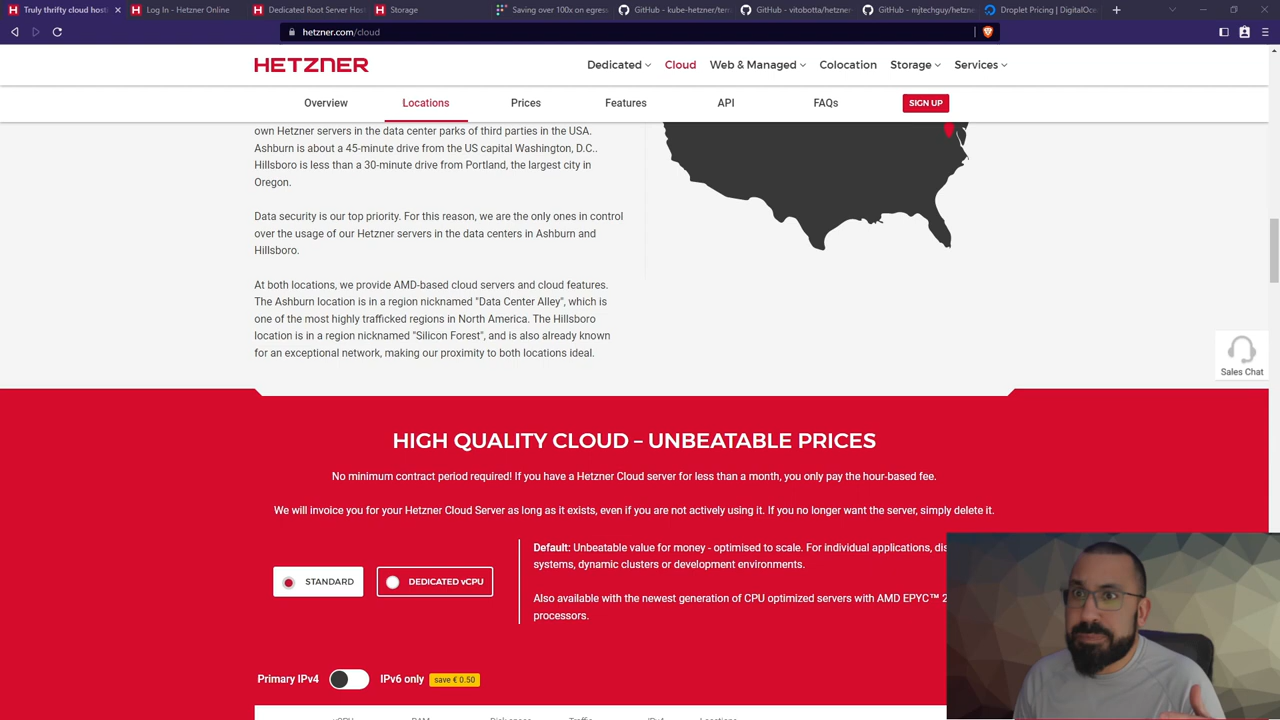 Truly thrifty cloud hosti
Log In - Hetzner Online
Dedicated Root Server Host
Storage
Saving over 100x on egres
GitHub - kube-hetzner/terr
GitHub - vitobotta/hetzner
GitHub - mjtechguy/hetzne
Droplet Pricing | DigitalOce
hetzner.com/cloud
HETZNER
Dedicated
Cloud
Web & Managed
Colocation
Storage
Services
Overview
Locations
Prices
Features
API
FAQs
SIGN UP
own Hetzner servers in the data center parks of third parties in the USA.
Ashburn is about a 45-minute drive from the US capital Washington, D.C..
Hillsboro is less than a 30-minute drive from Portland, the largest city in
Oregon.
Data security is our top priority. For this reason, we are the only ones in control
over the usage of our Hetzner servers in the data centers in Ashburn and
Hillsboro.
At both locations, we provide AMD-based cloud servers and cloud features.
The Ashburn location is in a region nicknamed "Data Center Alley", which is
one of the most highly trafficked regions in North America. The Hillsboro
location is in a region nicknamed "Silicon Forest", and is also already known
for an exceptional network, making our proximity to both locations ideal.
Sales Chat
HIGH QUALITY CLOUD – UNBEATABLE PRICES
No minimum contract period required! If you have a Hetzner Cloud server for less than a month, you only pay the hour-based fee.
We will invoice you for your Hetzner Cloud Server as long as it exists, even if you are not actively using it. If you no longer want the server, simply delete it.
STANDARD
DEDICATED vCPU
Default: Unbeatable value for money - optimised to scale. For individual applications, dis
systems, dynamic clusters or development environments.
Also available with the newest generation of CPU optimized servers with AMD EPYC™ 2
processors.
Primary IPv4
IPv6 only
save € 0.50
vCPU
RAM
Disk space
Traffic
IPv4
Locations